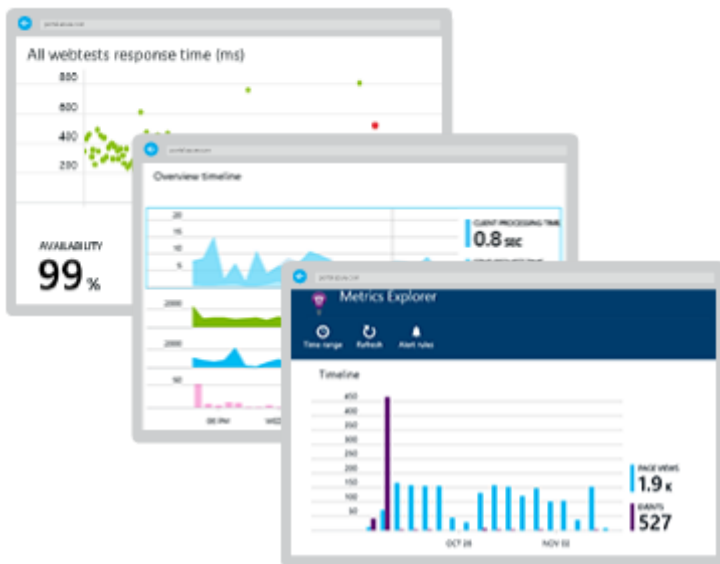 All webtests response time (ms)
800
600
400
200
AVAILABILITY
99 %
Overview timeline
20
15
10
5
CLIENT PROCESSING TIME
0.8 SEC
2000
2000
50
06 PM
Metrics Explorer
Time range
Refresh
Alert rules
Timeline
450
400
350
300
250
200
150
100
50
PAGE VIEWS
1.9 K
EVENTS
527
OCT 26
NOV 02